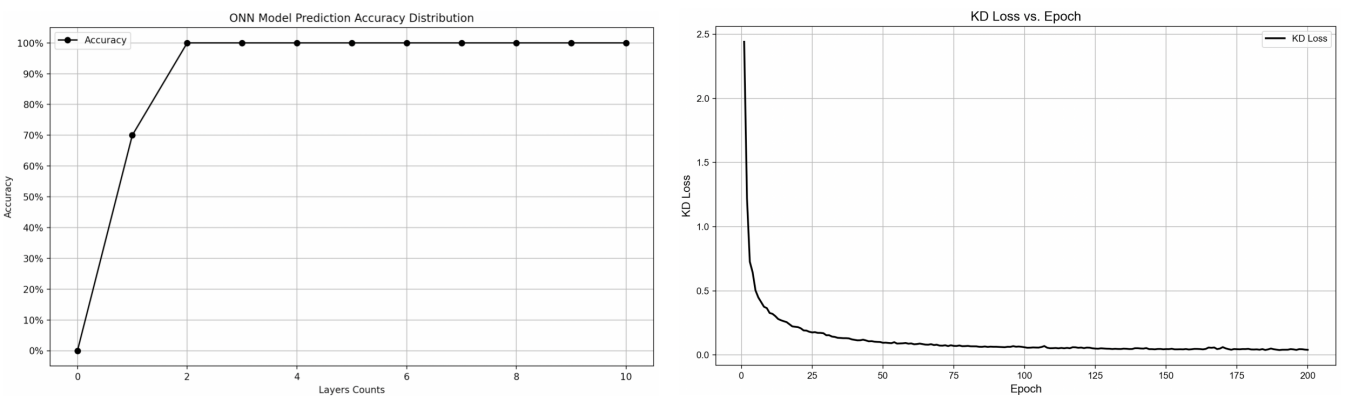 ONN Model Prediction Accuracy Distribution
Accuracy
100%
90%
80%
70%
60%
50%
40%
30%
20%
10%
0%
Accuracy
0 2 4 6 8 10
Layers Counts
KD Loss vs. Epoch
KD Loss
2.5
2.0
1.5
1.0
0.5
0.0
KD Loss
0 25 50 75 100 125 150 175 200
Epoch